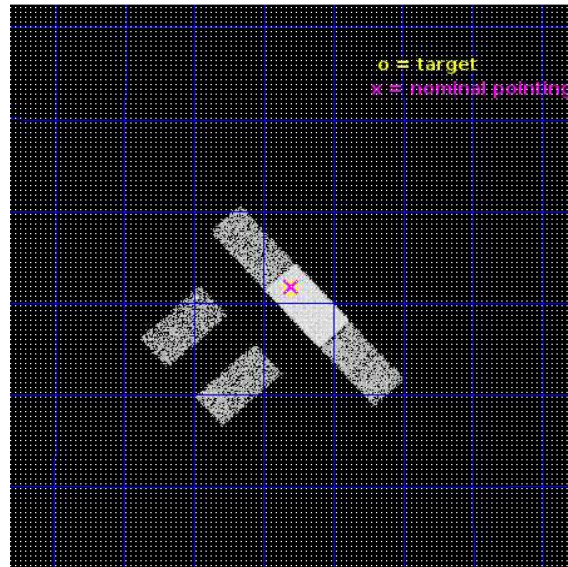 o = target
x = nominal pointing